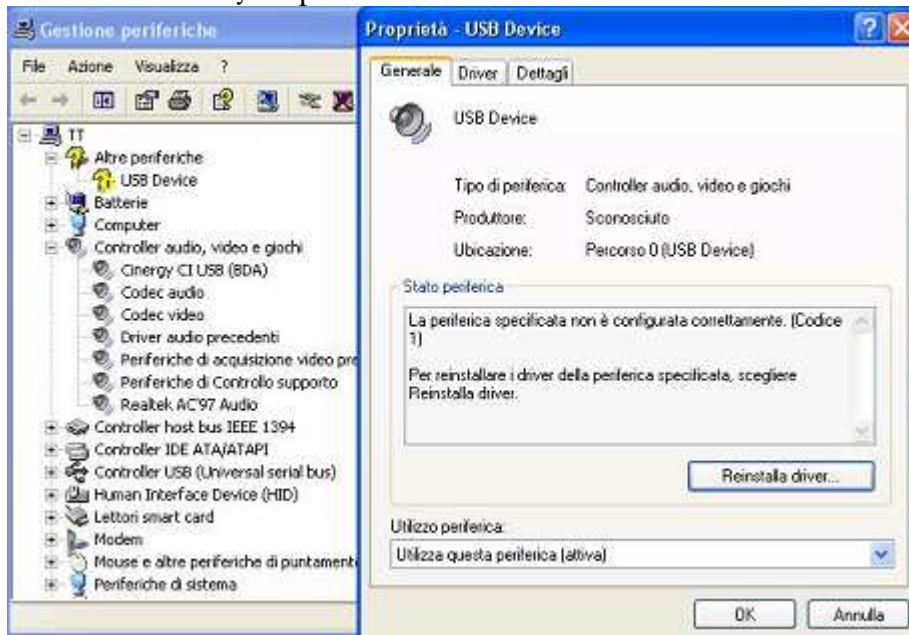 Gestione periferiche
File Azione Visualizza ?
TT
Altre periferiche
USB Device
Batterie
Computer
Controller audio, video e giochi
Cinergy CI USB (BDA)
Codec audio
Codec video
Driver audio precedenti
Periferiche di acquisizione video pre
Periferiche di Controllo supporto
Realtek AC'97 Audio
Controller host bus IEEE 1394
Controller IDE ATA/ATAPI
Controller USB (Universal serial bus)
Human Interface Device (HID)
Lettori smart card
Modem
Mouse e altre periferiche di puntament
Periferiche di sistema
Proprietà - USB Device
Generale Driver Dettagli
USB Device
Tipo di periferica: Controller audio, video e giochi
Produttore: Sconosciuto
Ubicazione: Percorso 0 (USB Device)
Stato periferica
La periferica specificata non è configurata correttamente. (Codice
1)
Per reinstallare i driver della periferica specificata, scegliere
Reinstalla driver.
Reinstalla driver...
Utilizzo periferica:
Utilizza questa periferica (attiva)
OK Annulla